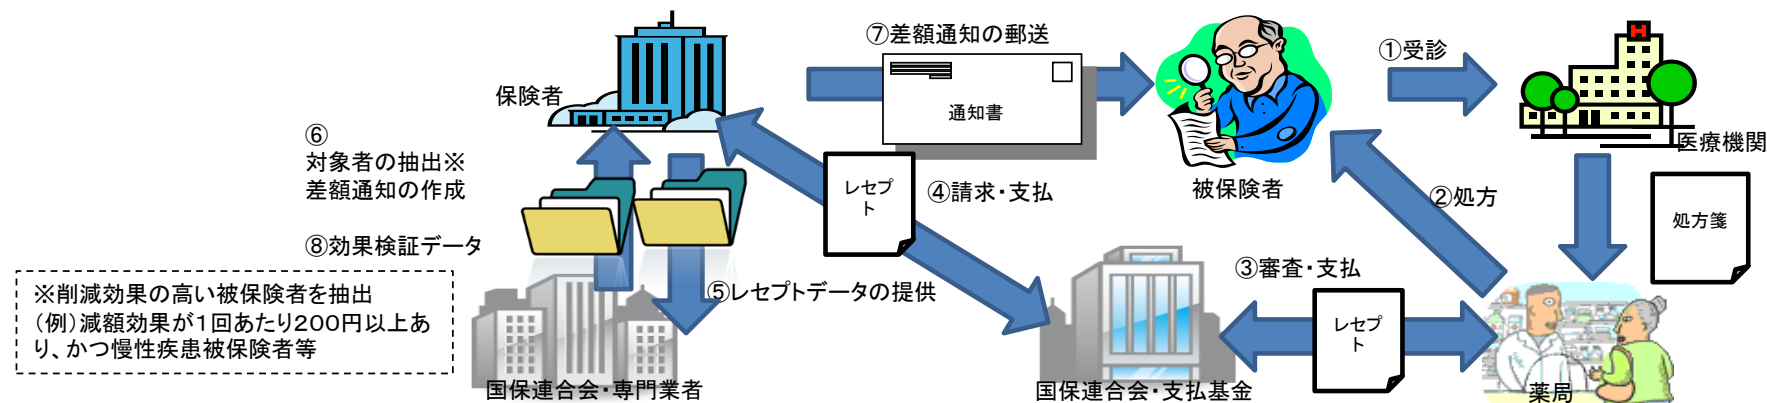 ⑦差額通知の郵送
①受診
保険者
通知書
⑥
対象者の抽出※
差額通知の作成
レセプ
ト
④請求・支払
被保険者
医療機関
②処方
処方箋
⑧効果検証データ
③審査・支払
⑤レセプトデータの提供
※削減効果の高い被保険者を抽出
（例）減額効果が１回あたり２００円以上あ
り、かつ慢性疾患被保険者等
レセプ
ト
国保連合会・専門業者
国保連合会・支払基金
薬局